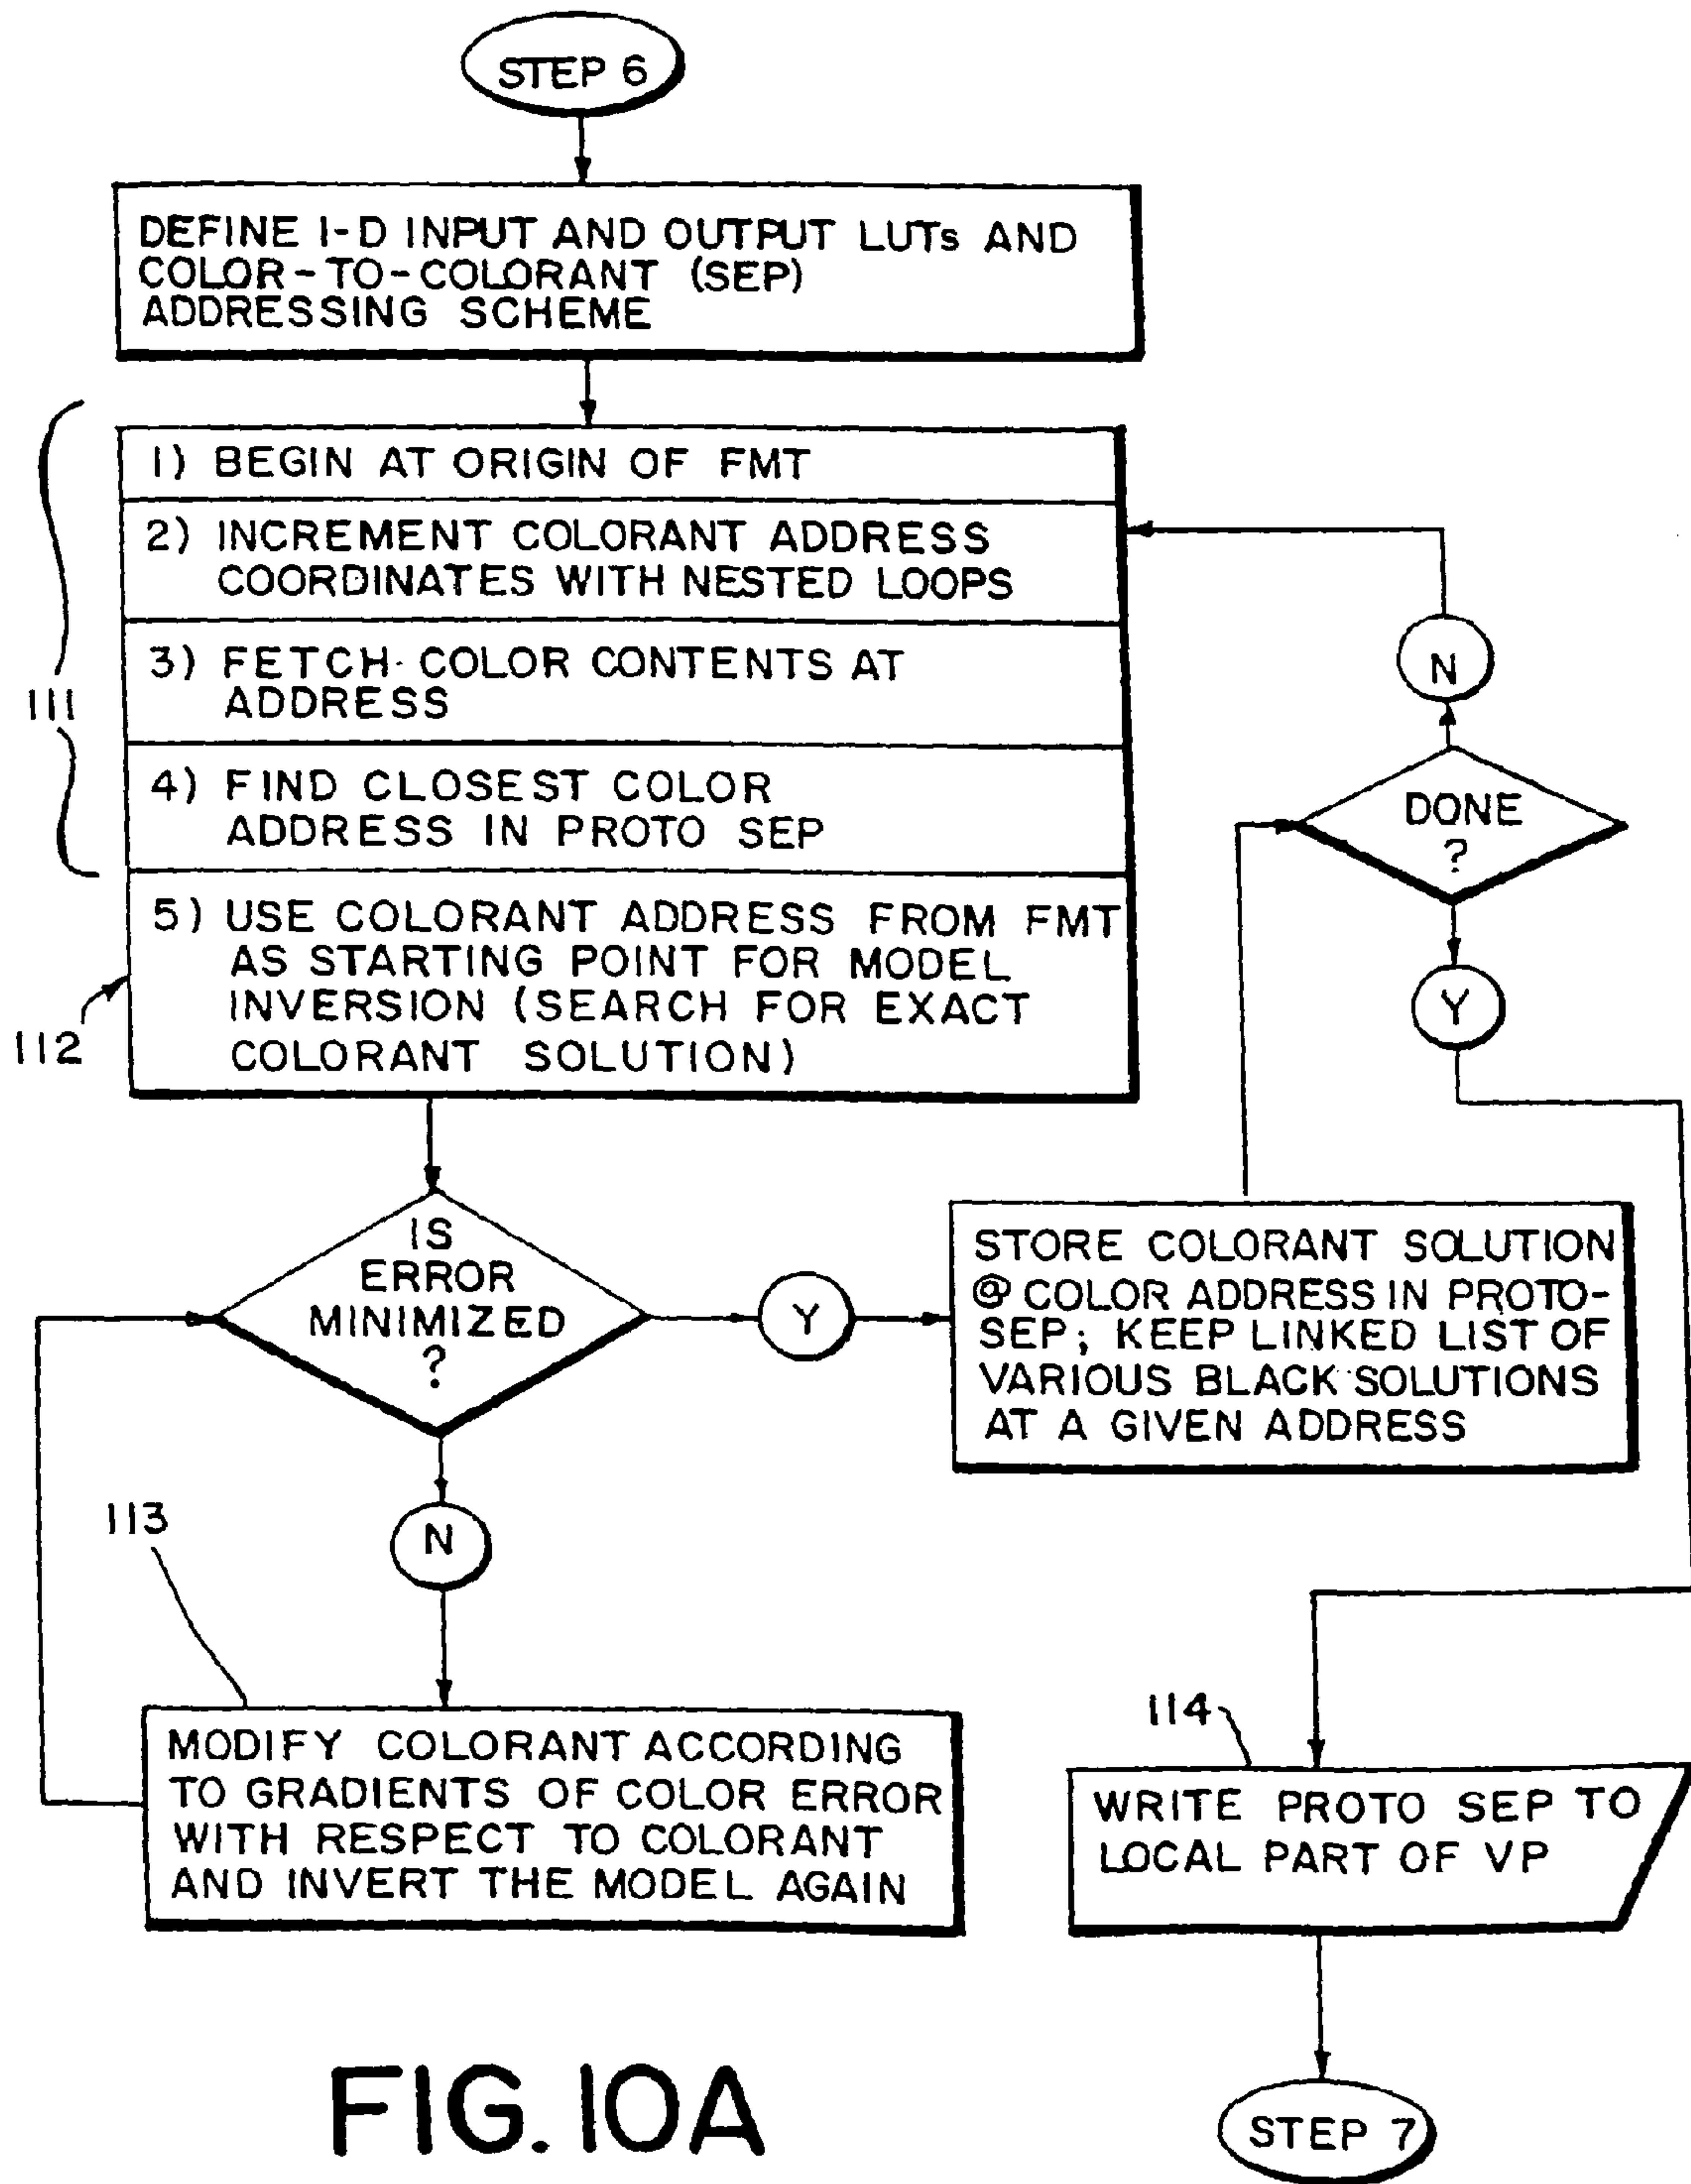 STEP 6
DEFINE 1-D INPUT AND OUTPUT LUTs AND
COLOR-TO-COLORANT (SEP)
ADDRESSING SCHEME
1) BEGIN AT ORIGIN OF FMT
2) INCREMENT COLORANT ADDRESS
COORDINATES WITH NESTED LOOPS
3) FETCH COLOR CONTENTS AT
ADDRESS
111
4) FIND CLOSEST COLOR
ADDRESS IN PROTO SEP
5) USE COLORANT ADDRESS FROM FMT
AS STARTING POINT FOR MODEL
INVERSION (SEARCH FOR EXACT
COLORANT SOLUTION)
112
N
DONE
?
Y
IS
ERROR
MINIMIZED
?
Y
STORE COLORANT SOLUTION
@ COLOR ADDRESS IN PROTO-
SEP; KEEP LINKED LIST OF
VARIOUS BLACK SOLUTIONS
AT A GIVEN ADDRESS
N
113
MODIFY COLORANT ACCORDING
TO GRADIENTS OF COLOR ERROR
WITH RESPECT TO COLORANT
AND INVERT THE MODEL AGAIN
114
WRITE PROTO SEP TO
LOCAL PART OF VP
STEP 7
FIG. 10A